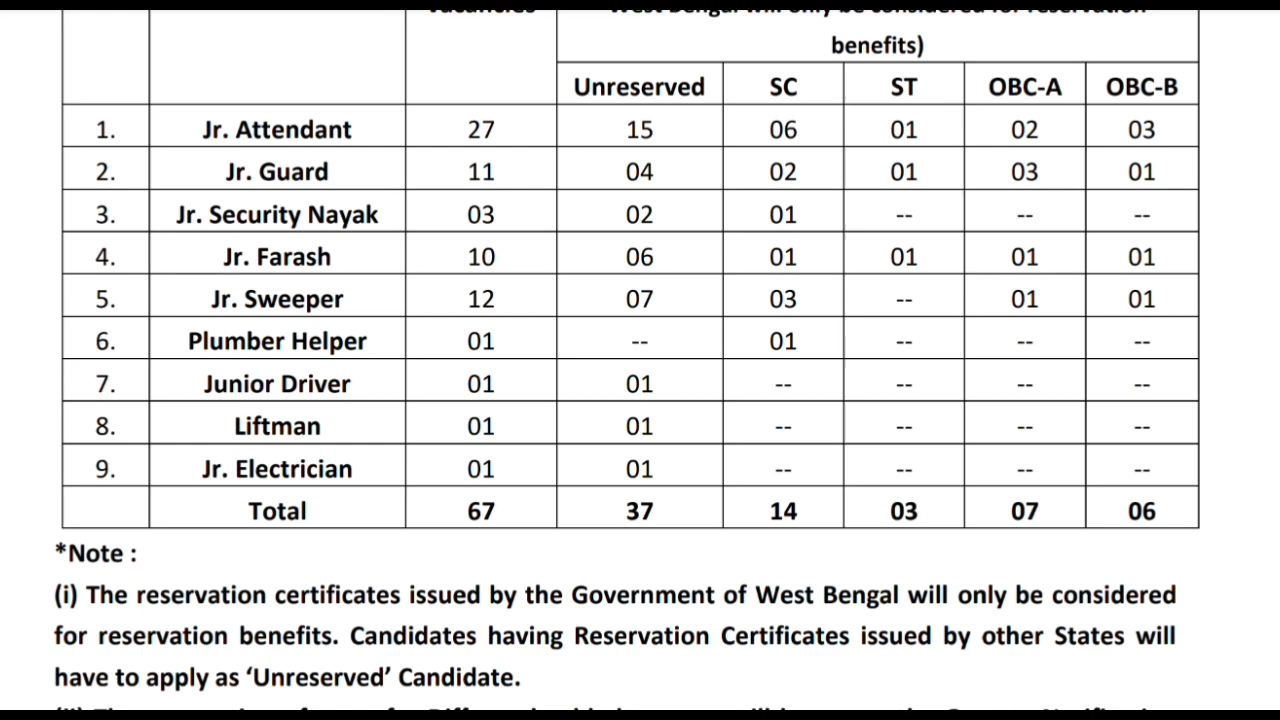 benefits)
Unreserved SC ST OBC-A OBC-B
1. Jr. Attendant 27 15 06 01 02 03
2. Jr. Guard 11 04 02 01 03 01
3. Jr. Security Nayak 03 02 01 -- -- --
4. Jr. Farash 10 06 01 01 01 01
5. Jr. Sweeper 12 07 03 -- 01 01
6. Plumber Helper 01 -- 01 -- -- --
7. Junior Driver 01 01 -- -- -- --
8. Liftman 01 01 -- -- -- --
9. Jr. Electrician 01 01 -- -- -- --
Total 67 37 14 03 07 06
*Note :
(i) The reservation certificates issued by the Government of West Bengal will only be considered
for reservation benefits. Candidates having Reservation Certificates issued by other States will
have to apply as ‘Unreserved’ Candidate.